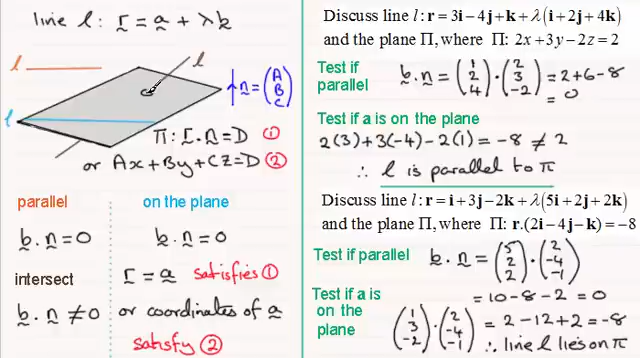 line l: r = a + λb
l
l
n = (A B C)
l
Π: r.n = D ①
or Ax + By + Cz = D ②
parallel
b.n = 0
intersect
b.n ≠ 0
on the plane
b.n = 0
r = a satisfies ①
or coordinates of a
satisfy ②
Discuss line l: r = 3i − 4j + k + λ(i + 2j + 4k)
and the plane Π, where Π: 2x + 3y − 2z = 2
Test if
parallel
b.n = (1 2 4) . (2 3 −2) = 2 + 6 − 8
= 0
Test if a is on the plane
2(3) + 3(−4) − 2(1) = −8 ≠ 2
∴ l is parallel to π
Discuss line l: r = i + 3j − 2k + λ(5i + 2j + 2k)
and the plane Π, where Π: r.(2i − 4j − k) = −8
Test if parallel
b.n = (5 2 2) . (2 −4 −1)
= 10 − 8 − 2 = 0
Test if a is
on the
plane
(1 3 −2) . (2 −4 −1) = 2 − 12 + 2 = −8
∴ line l lies on π